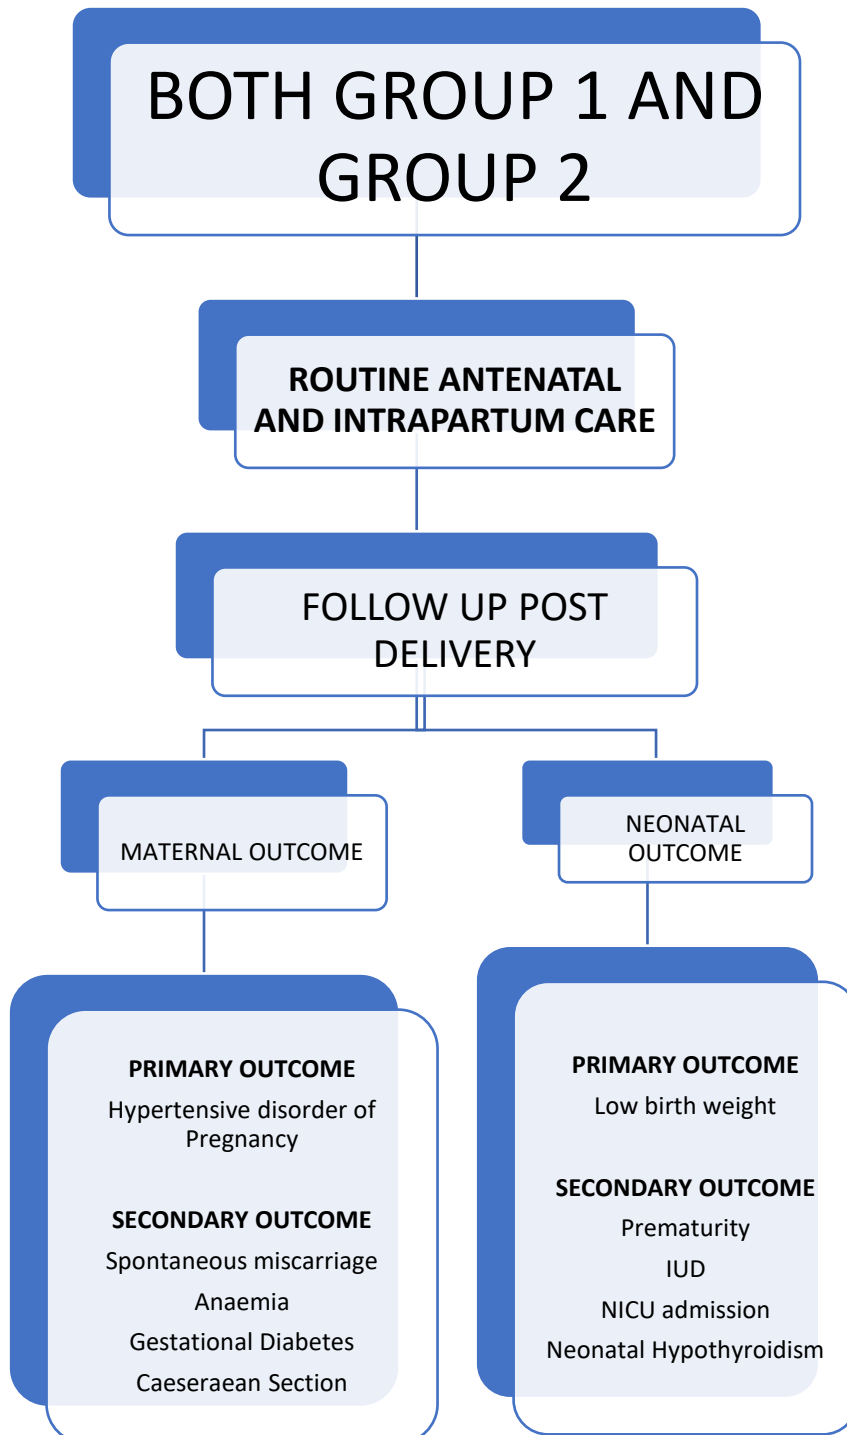 BOTH GROUP 1 AND
GROUP 2
ROUTINE ANTENATAL
AND INTRAPARTUM CARE
FOLLOW UP POST
DELIVERY
MATERNAL OUTCOME
NEONATAL
OUTCOME
PRIMARY OUTCOME
Hypertensive disorder of
Pregnancy
SECONDARY OUTCOME
Spontaneous miscarriage
Anaemia
Gestational Diabetes
Caeseraean Section
PRIMARY OUTCOME
Low birth weight
SECONDARY OUTCOME
Prematurity
IUD
NICU admission
Neonatal Hypothyroidism